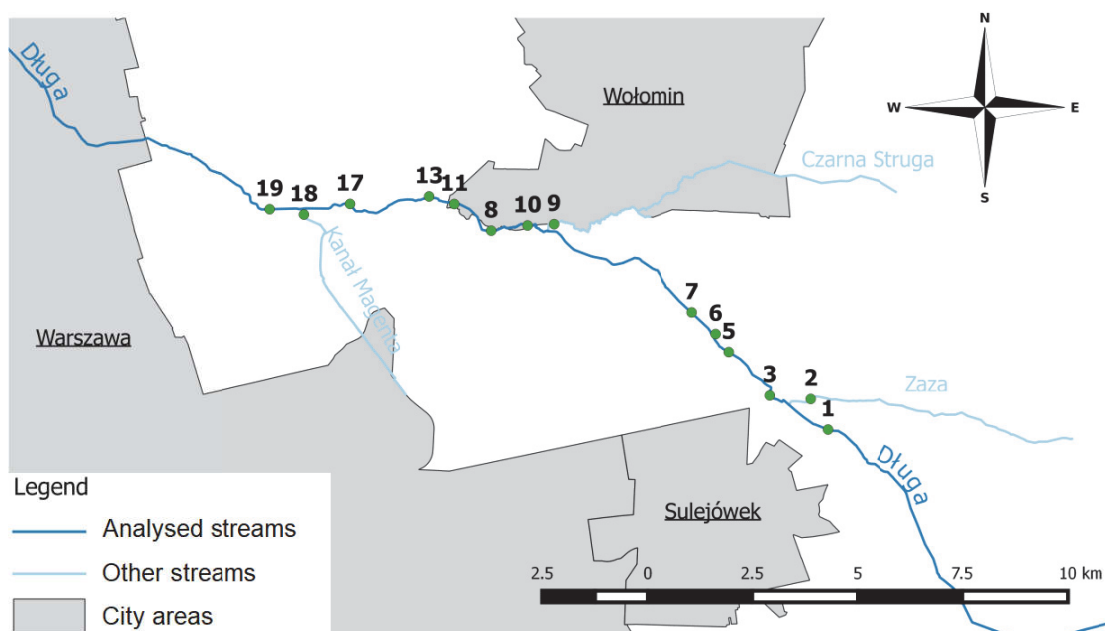 N
Długa
Wołomin
W
E
Czarna Struga
S
13
19
18
17
11
8
10
9
Kanał Magenta
7
6
Warszawa
5
3
2
Zaza
1
Długa
Legend
Sulejówek
Analysed streams
Other streams
2.5 0 2.5 5 7.5 10 km
City areas